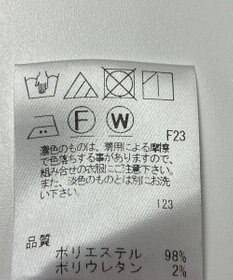 F W
F23
濃色のものは、着用による摩擦
で色落ちする事がありますので、
組み合せの衣服にご注意下さい。
また、淡色のものとは別にお洗
い下さい。
123
品質
ポリエステル 98%
ポリウレタン 2%